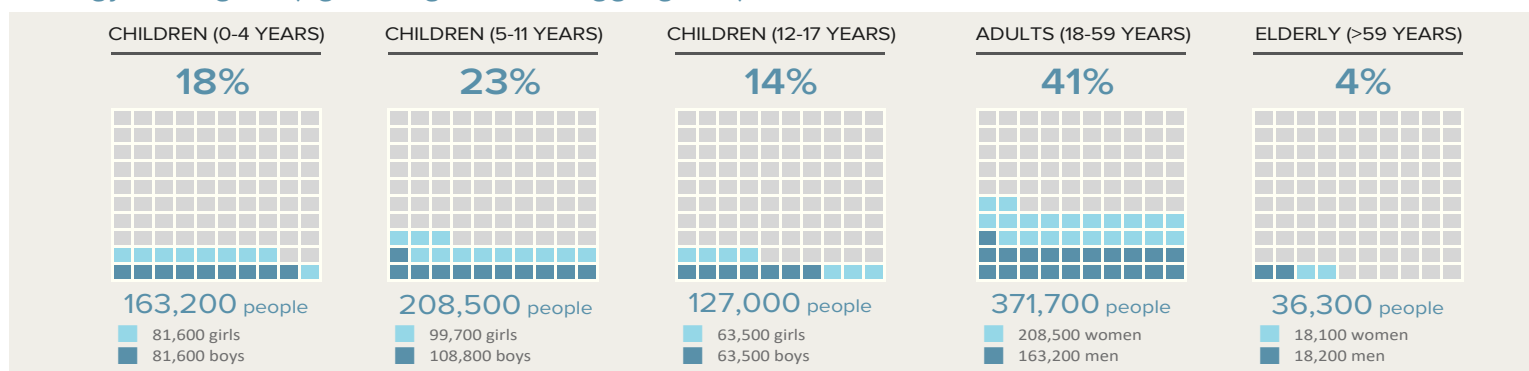 CHILDREN (0-4 YEARS)
18%
163,200 people
81,600 girls
81,600 boys
CHILDREN (5-11 YEARS)
23%
208,500 people
99,700 girls
108,800 boys
CHILDREN (12-17 YEARS)
14%
127,000 people
63,500 girls
63,500 boys
ADULTS (18-59 YEARS)
41%
371,700 people
208,500 women
163,200 men
ELDERLY (>59 YEARS)
4%
36,300 people
18,100 women
18,200 men